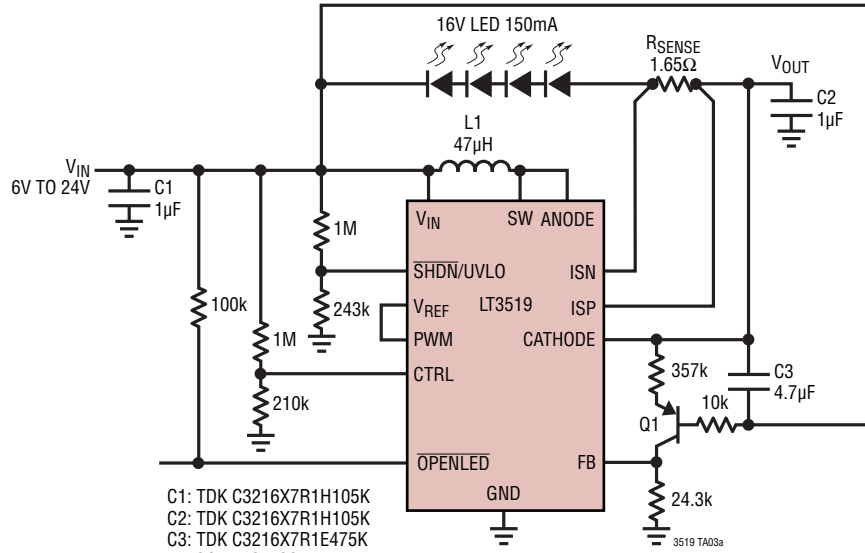 16V LED 150mA
RSENSE
1.65Ω
VOUT
C2
1µF
L1
47µH
VIN
6V TO 24V
C1
1µF
VIN
SW
ANODE
1M
SHDN/UVLO
ISN
100k
243k
VREF
LT3519
ISP
PWM
CATHODE
1M
CTRL
357k
C3
4.7µF
210k
Q1
10k
OPENLED
FB
GND
24.3k
C1: TDK C3216X7R1H105K
C2: TDK C3216X7R1H105K
C3: TDK C3216X7R1E475K
3519 TA03a